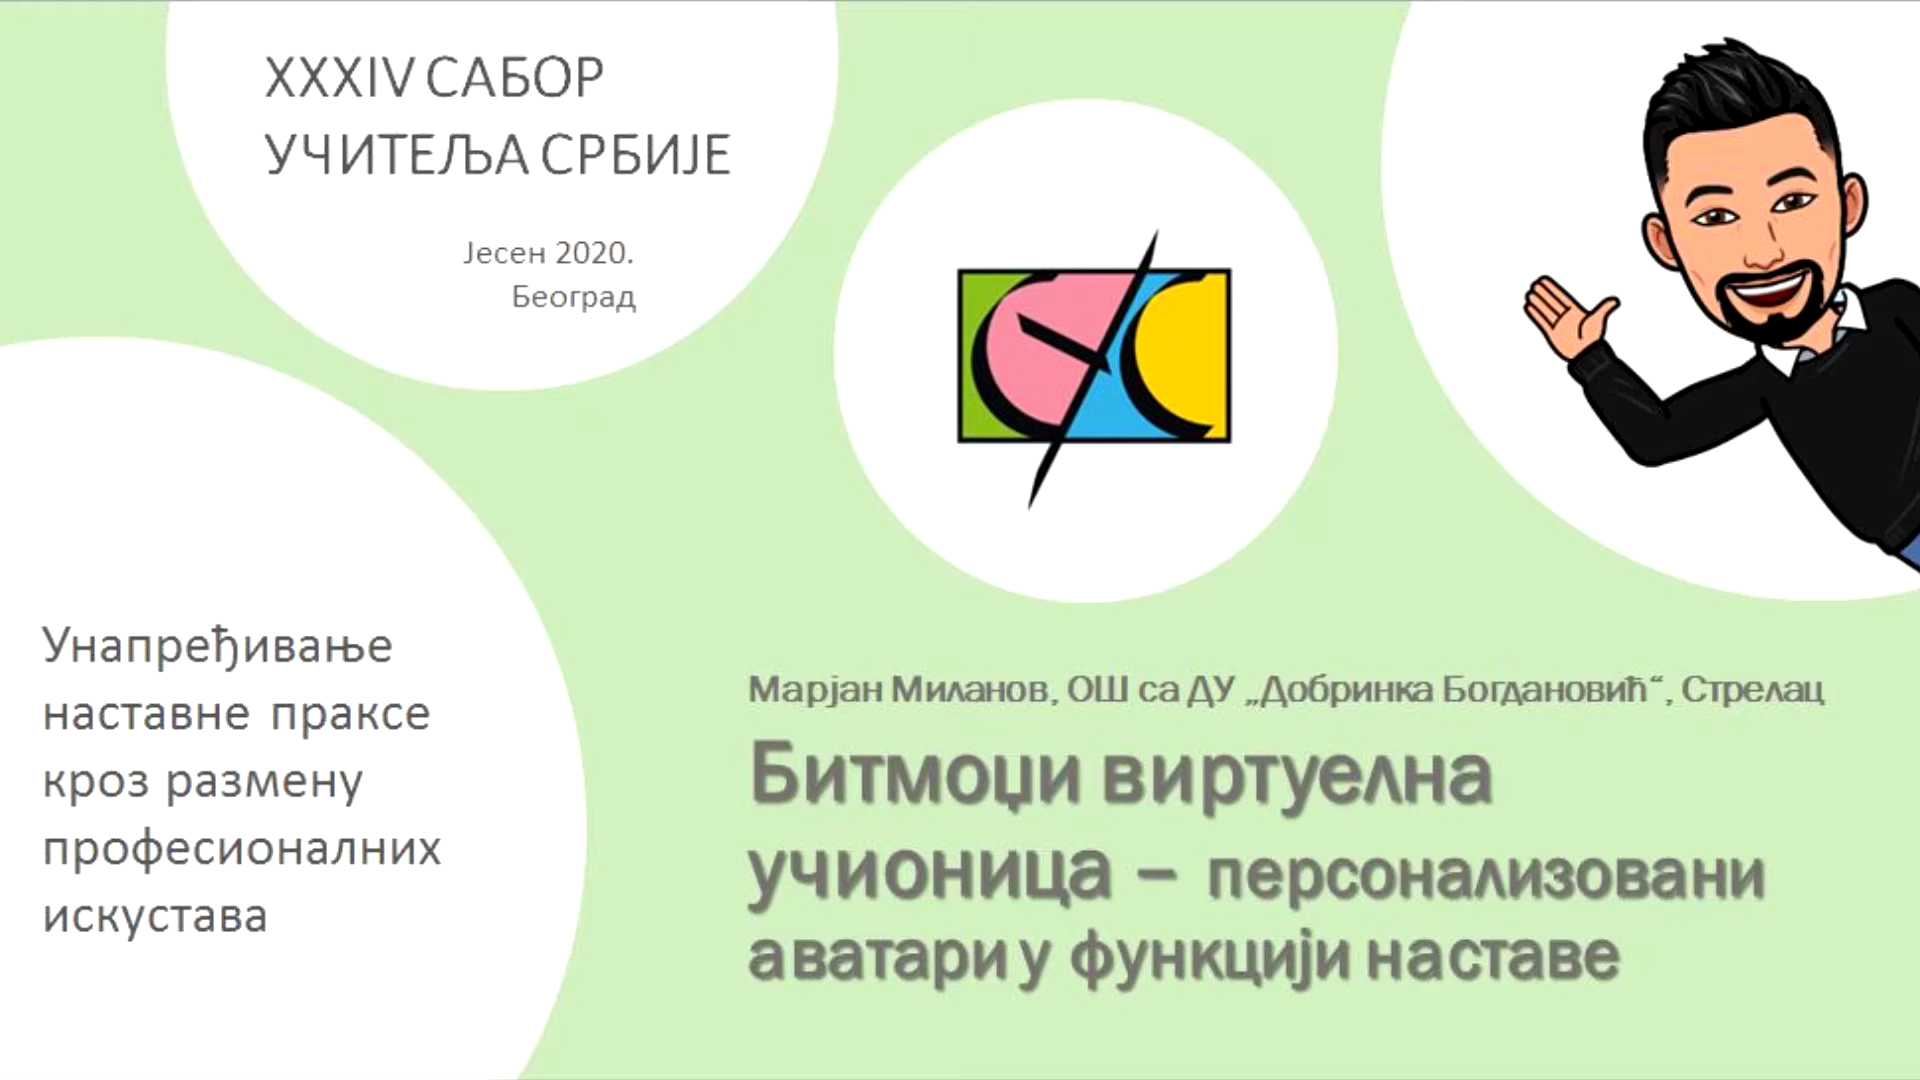 XXXIV САБОР
УЧИТЕЉА СРБИЈЕ
Јесен 2020.
Београд
Унапређивање
наставне праксе
кроз размену
професионалних
искустава
Марјан Миланов, ОШ са ДУ „Добринка Богдановић“, Стрелац
Битмоџи виртуелна
учионица – персонализовани
аватари у функцији наставе